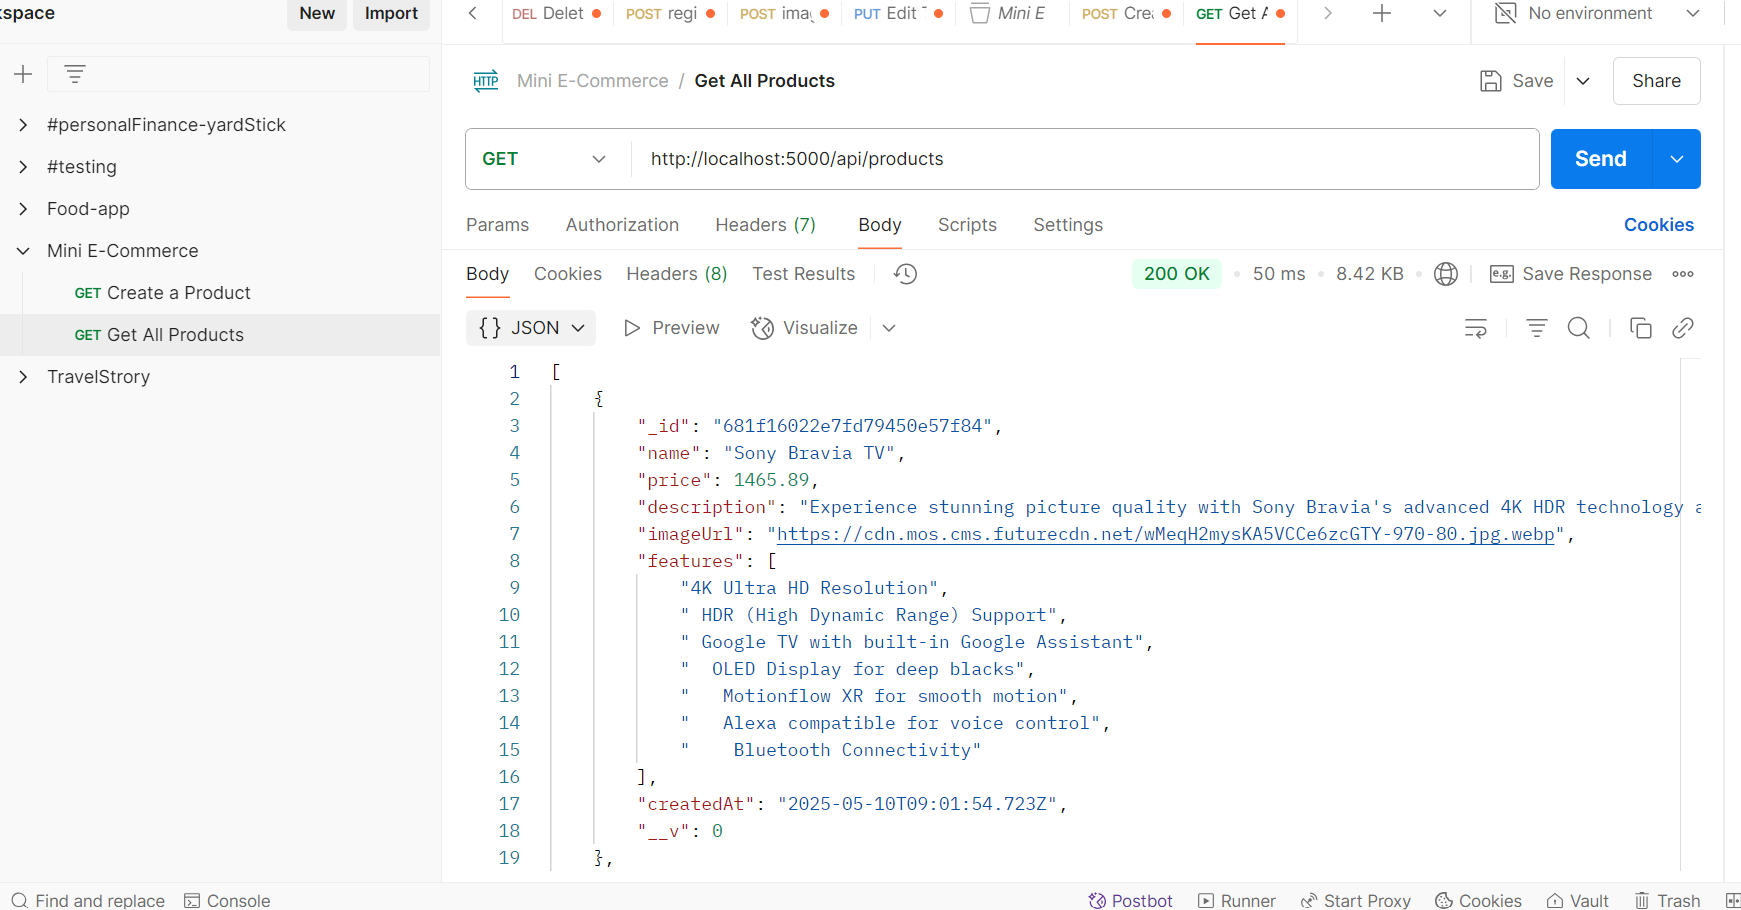 kspace
New Import
DEL Delet POST regi POST ima PUT Edit Mini E POST Cre GET Get A No environment
Mini E-Commerce / Get All Products Save Share
#personalFinance-yardStick
#testing
Food-app
Mini E-Commerce
GET Create a Product
GET Get All Products
TravelStrory
GET http://localhost:5000/api/products Send
Params Authorization Headers (7) Body Scripts Settings Cookies
Body Cookies Headers (8) Test Results 200 OK 50 ms 8.42 KB e.g. Save Response
{} JSON Preview Visualize
1 [
2 {
3 "_id": "681f16022e7fd79450e57f84",
4 "name": "Sony Bravia TV",
5 "price": 1465.89,
6 "description": "Experience stunning picture quality with Sony Bravia's advanced 4K HDR technology a
7 "imageUrl": "https://cdn.mos.cms.futurecdn.net/wMeqH2mysKA5VCCe6zcGTY-970-80.jpg.webp",
8 "features": [
9 "4K Ultra HD Resolution",
10 " HDR (High Dynamic Range) Support",
11 " Google TV with built-in Google Assistant",
12 "  OLED Display for deep blacks",
13 "   Motionflow XR for smooth motion",
14 "   Alexa compatible for voice control",
15 "    Bluetooth Connectivity"
16 ],
17 "createdAt": "2025-05-10T09:01:54.723Z",
18 "__v": 0
19 },
Find and replace Console Postbot Runner Start Proxy Cookies Vault Trash